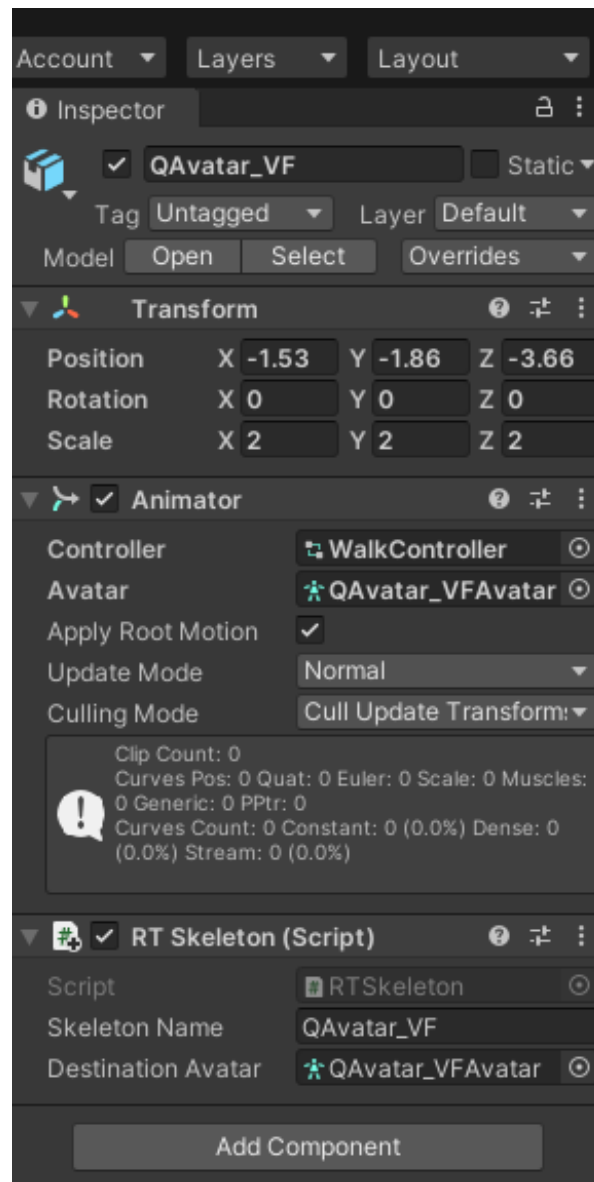 Account Layers Layout
Inspector
QAvatar_VF Static
Tag Untagged Layer Default
Model Open Select Overrides
Transform
Position X -1.53 Y -1.86 Z -3.66
Rotation X 0 Y 0 Z 0
Scale X 2 Y 2 Z 2
Animator
Controller WalkController
Avatar QAvatar_VFAvatar
Apply Root Motion
Update Mode Normal
Culling Mode Cull Update Transforms
Clip Count: 0
Curves Pos: 0 Quat: 0 Euler: 0 Scale: 0 Muscles:
0 Generic: 0 PPtr: 0
Curves Count: 0 Constant: 0 (0.0%) Dense: 0
(0.0%) Stream: 0 (0.0%)
# RT Skeleton (Script)
Script # RTSkeleton
Skeleton Name QAvatar_VF
Destination Avatar QAvatar_VFAvatar
Add Component